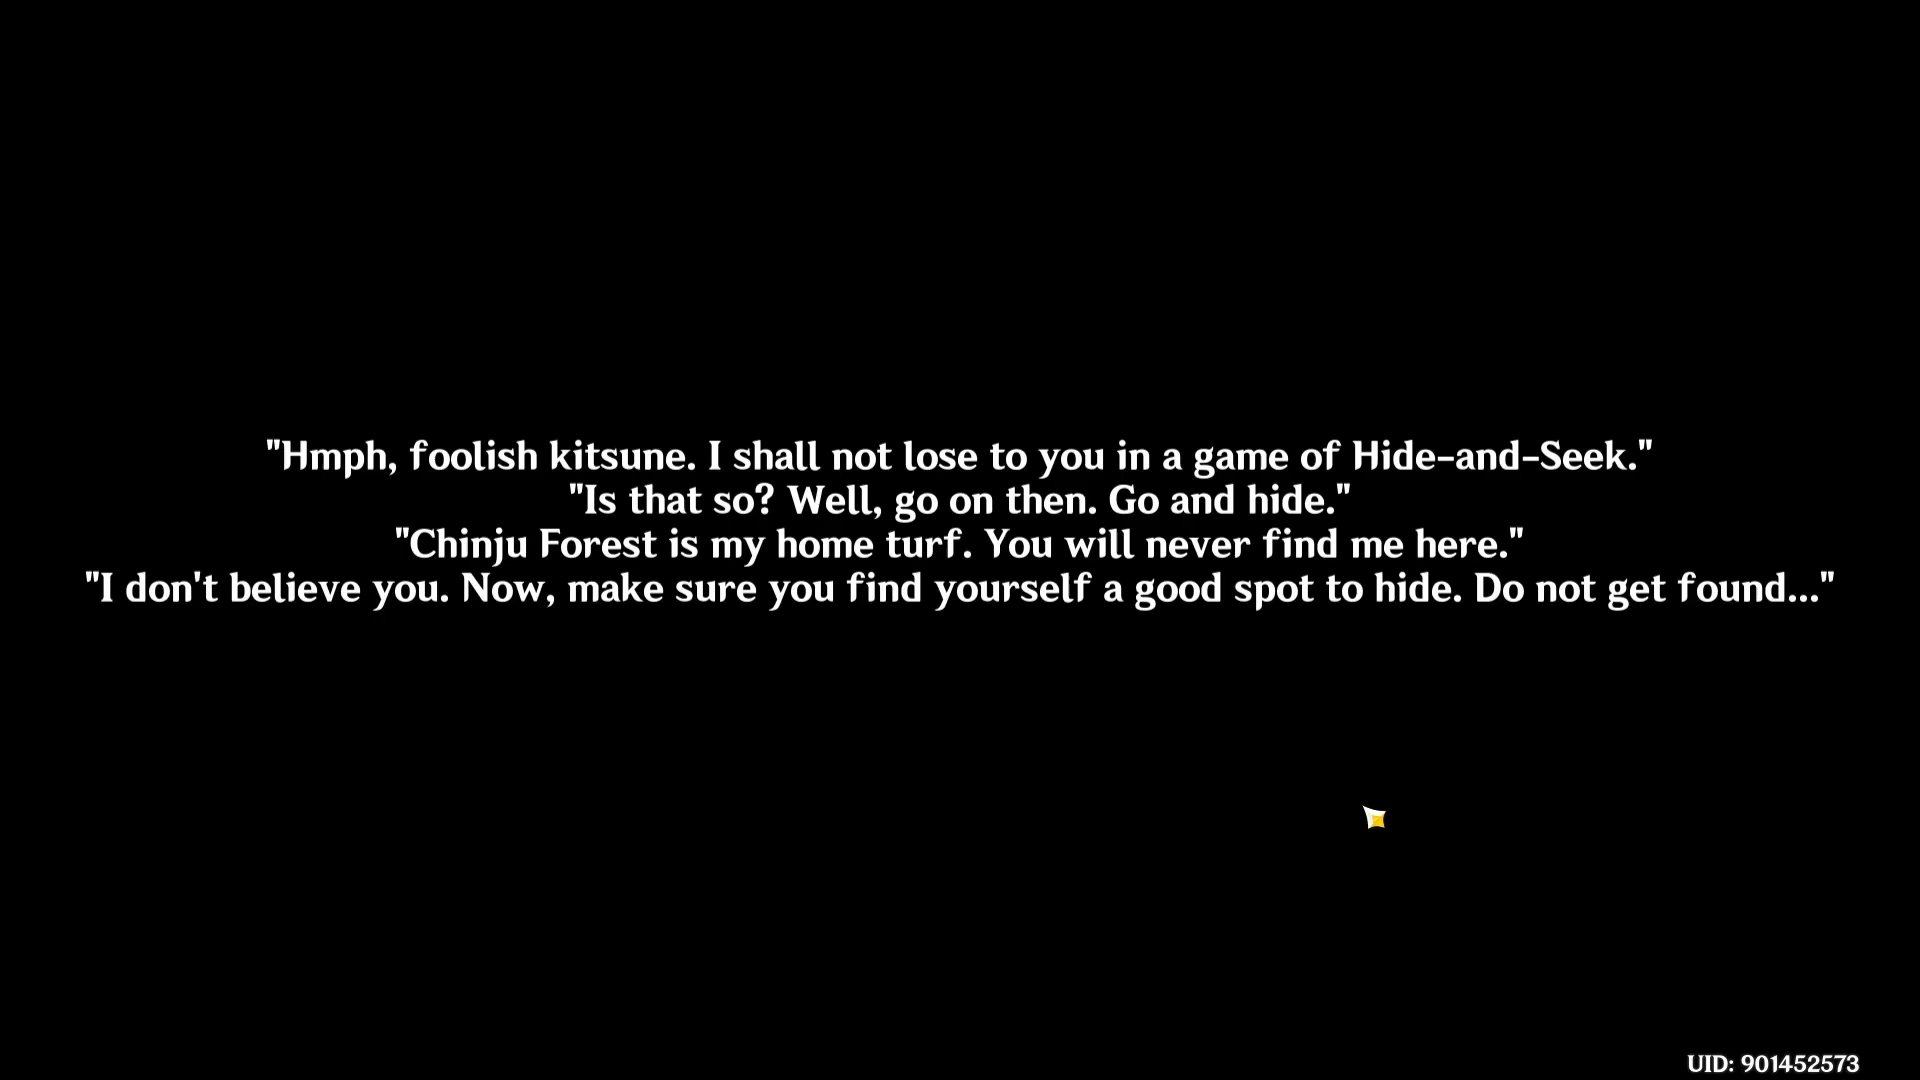 "Hmph, foolish kitsune. I shall not lose to you in a game of Hide-and-Seek."
"Is that so? Well, go on then. Go and hide."
"Chinju Forest is my home turf. You will never find me here."
"I don't believe you. Now, make sure you find yourself a good spot to hide. Do not get found..."
UID: 901452573